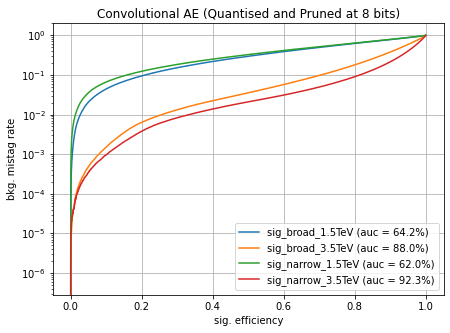 Convolutional AE (Quantised and Pruned at 8 bits)
bkg. mistag rate
10^0
10^-1
10^-2
10^-3
10^-4
10^-5
10^-6
sig_broad_1.5TeV (auc = 64.2%)
sig_broad_3.5TeV (auc = 88.0%)
sig_narrow_1.5TeV (auc = 62.0%)
sig_narrow_3.5TeV (auc = 92.3%)
0.0 0.2 0.4 0.6 0.8 1.0
sig. efficiency